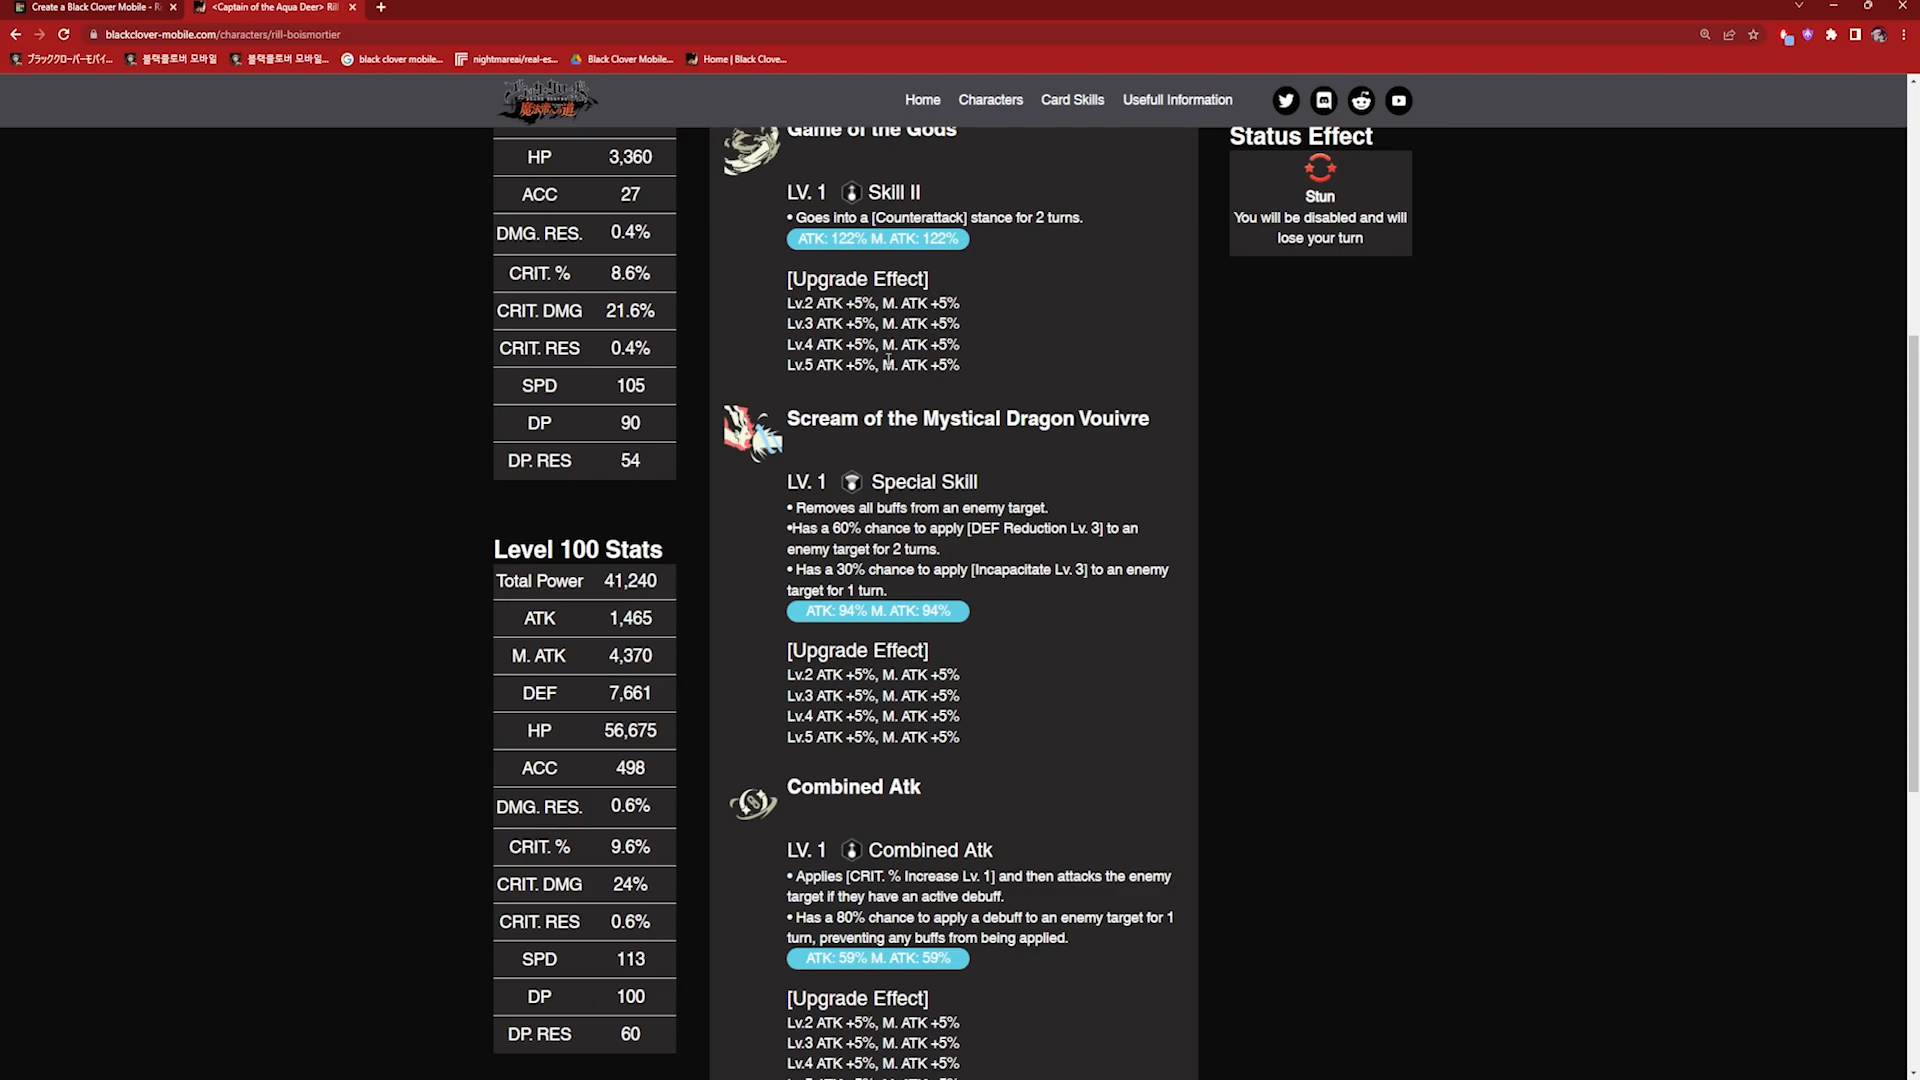 Create a Black Clover Mobile - R
<Captain of the Aqua Deer> Rill
blackclover-mobile.com/characters/rill-boismortier
ブラッククローバーモバイ...
블랙클로버 모바일
블랙클로버 모바일...
black clover mobile...
nightmareai/real-es...
Black Clover Mobile...
Home | Black Clove...
Home
Characters
Card Skills
Usefull Information
HP 3,360
ACC 27
DMG. RES. 0.4%
CRIT. % 8.6%
CRIT. DMG 21.6%
CRIT. RES 0.4%
SPD 105
DP 90
DP. RES 54
Level 100 Stats
Total Power 41,240
ATK 1,465
M. ATK 4,370
DEF 7,661
HP 56,675
ACC 498
DMG. RES. 0.6%
CRIT. % 9.6%
CRIT. DMG 24%
CRIT. RES 0.6%
SPD 113
DP 100
DP. RES 60
Game of the Gods
LV. 1 Skill II
• Goes into a [Counterattack] stance for 2 turns.
ATK: 122% M. ATK: 122%
[Upgrade Effect]
Lv.2 ATK +5%, M. ATK +5%
Lv.3 ATK +5%, M. ATK +5%
Lv.4 ATK +5%, M. ATK +5%
Lv.5 ATK +5%, M. ATK +5%
Scream of the Mystical Dragon Vouivre
LV. 1 Special Skill
• Removes all buffs from an enemy target.
•Has a 60% chance to apply [DEF Reduction Lv. 3] to an
enemy target for 2 turns.
• Has a 30% chance to apply [Incapacitate Lv. 3] to an enemy
target for 1 turn.
ATK: 94% M. ATK: 94%
[Upgrade Effect]
Lv.2 ATK +5%, M. ATK +5%
Lv.3 ATK +5%, M. ATK +5%
Lv.4 ATK +5%, M. ATK +5%
Lv.5 ATK +5%, M. ATK +5%
Combined Atk
LV. 1 Combined Atk
• Applies [CRIT. % Increase Lv. 1] and then attacks the enemy
target if they have an active debuff.
• Has a 80% chance to apply a debuff to an enemy target for 1
turn, preventing any buffs from being applied.
ATK: 59% M. ATK: 59%
[Upgrade Effect]
Lv.2 ATK +5%, M. ATK +5%
Lv.3 ATK +5%, M. ATK +5%
Lv.4 ATK +5%, M. ATK +5%
Status Effect
Stun
You will be disabled and will
lose your turn